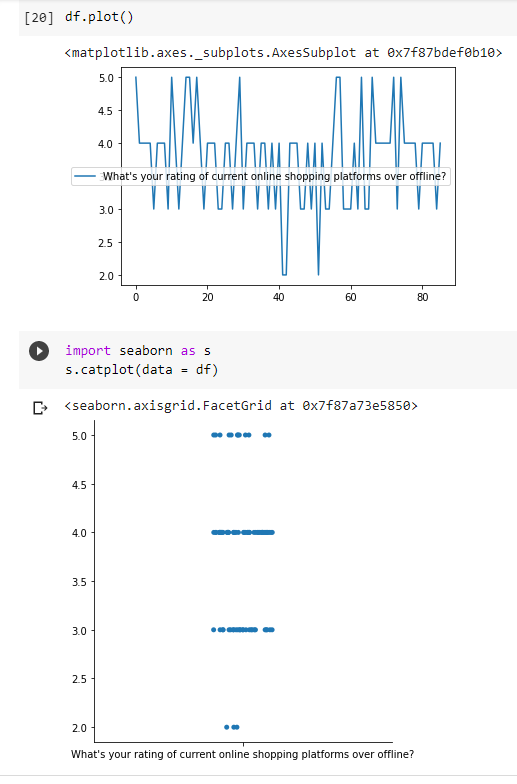 [20] df.plot()
<matplotlib.axes._subplots.AxesSubplot at 0x7f87bdef0b10>
5.0
4.5
4.0
What's your rating of current online shopping platforms over offline?
3.0
2.5
2.0
0 20 40 60 80
import seaborn as s
s.catplot(data = df)
<seaborn.axisgrid.FacetGrid at 0x7f87a73e5850>
5.0
4.5
4.0
3.5
3.0
2.5
2.0
What's your rating of current online shopping platforms over offline?